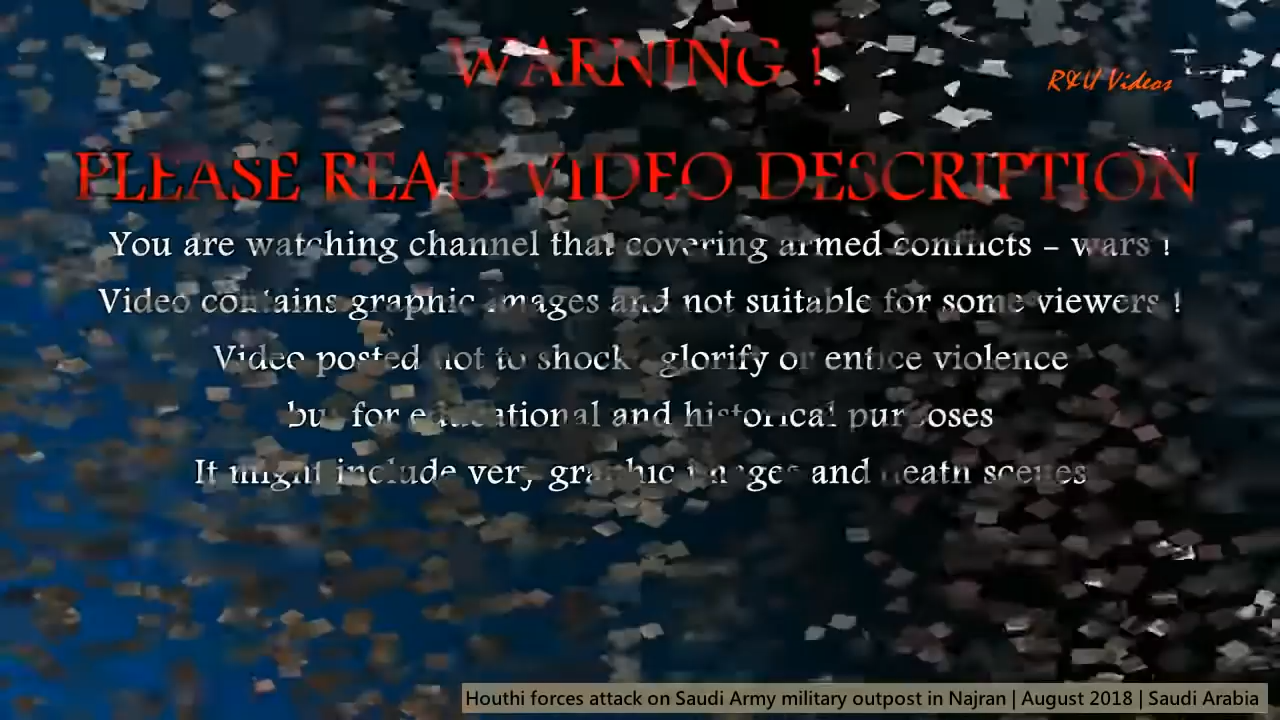 WARNING !
R&U Videos
PLEASE READ VIDEO DESCRIPTION
You are watching channel that covering armed conflicts – wars !
Video contains graphic images and not suitable for some viewers !
Video posted not to shock glorify or entice violence
but for educational and historical purposes
It might include very graphic images and death scenes
Houthi forces attack on Saudi Army military outpost in Najran | August 2018 | Saudi Arabia